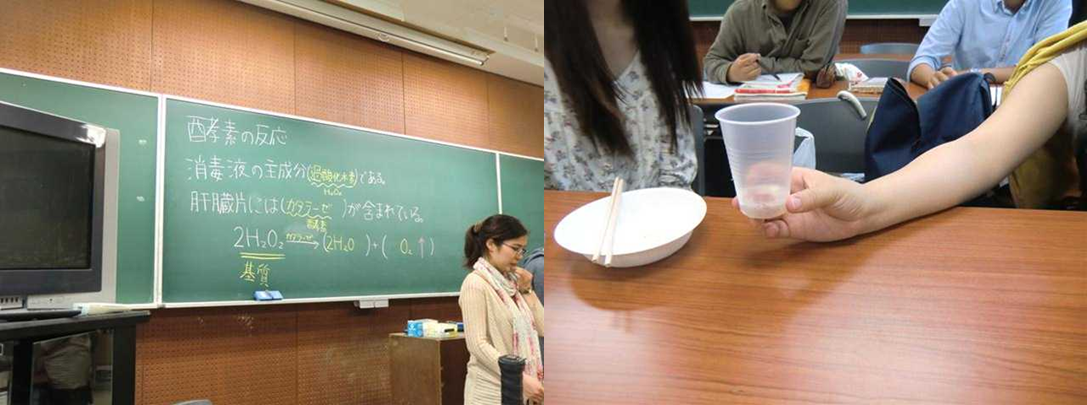 酵素の反応
消毒液の主成分(過酸化水素)である。
H₂O₂
肝臓片には(カタラーゼ)が含まれている。
酵素
2H₂O₂ カタラーゼ→ (2H₂O) + (O₂↑)
基質